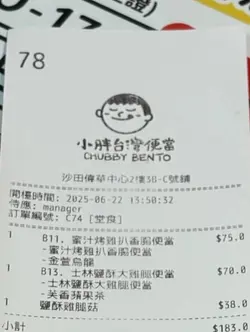 78
小胖台灣便當
CHUBBY BENTO
沙田偉華中心2樓58-C號舖
開檯時間: 2025-06-22 13:50:32
侍應: manager
訂單編號: C74 [堂食]
1 B11. 蜜汁烤雞扒香腸便當 $75.0
-蜜汁烤雞扒香腸便當
-金萱烏龍
1 B13. 士林鹽酥大雞腿便當 $70.0
-士林鹽酥大雞腿便當
-芙香蘋果茶
1 鹽酥雞腿菇 $38.0
小計 $183.0